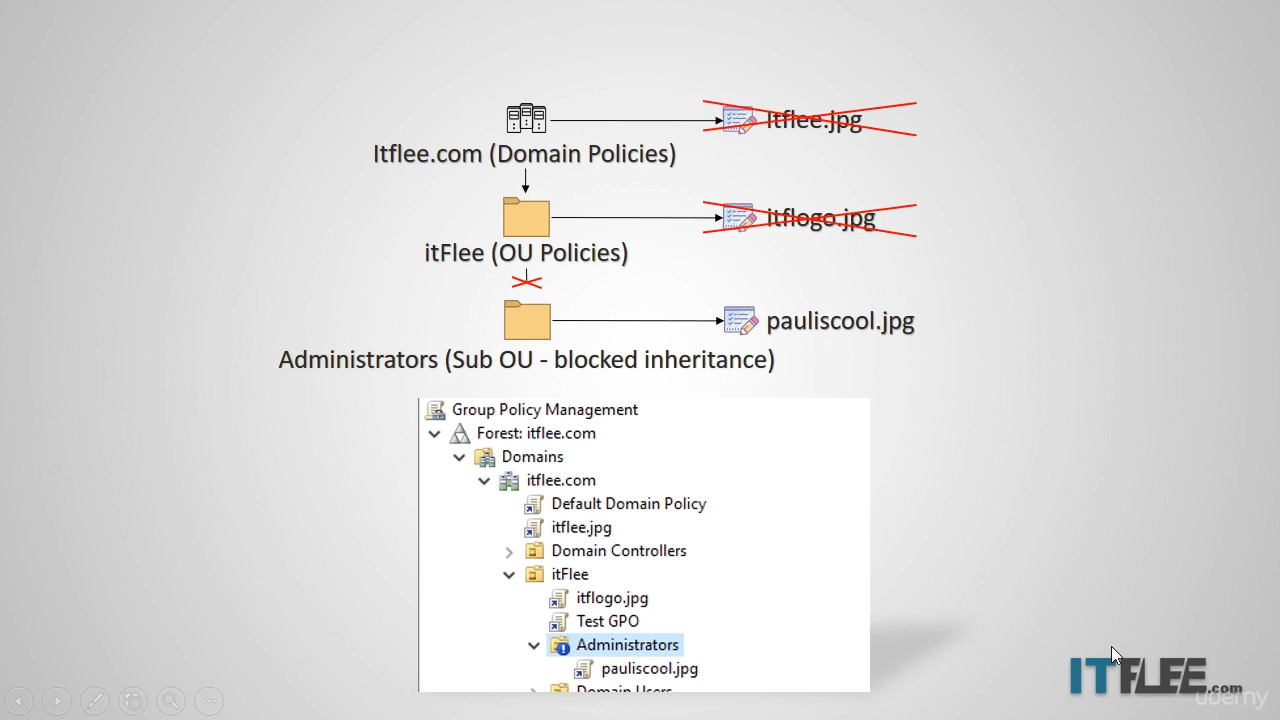 Itflee.jpg
Itflee.com (Domain Policies)
itflogo.jpg
itFlee (OU Policies)
pauliscool.jpg
Administrators (Sub OU - blocked inheritance)
Group Policy Management
Forest: itflee.com
Domains
itflee.com
Default Domain Policy
itflee.jpg
Domain Controllers
itFlee
itflogo.jpg
Test GPO
Administrators
pauliscool.jpg
Domain Users
ITFLEE.com
udemy